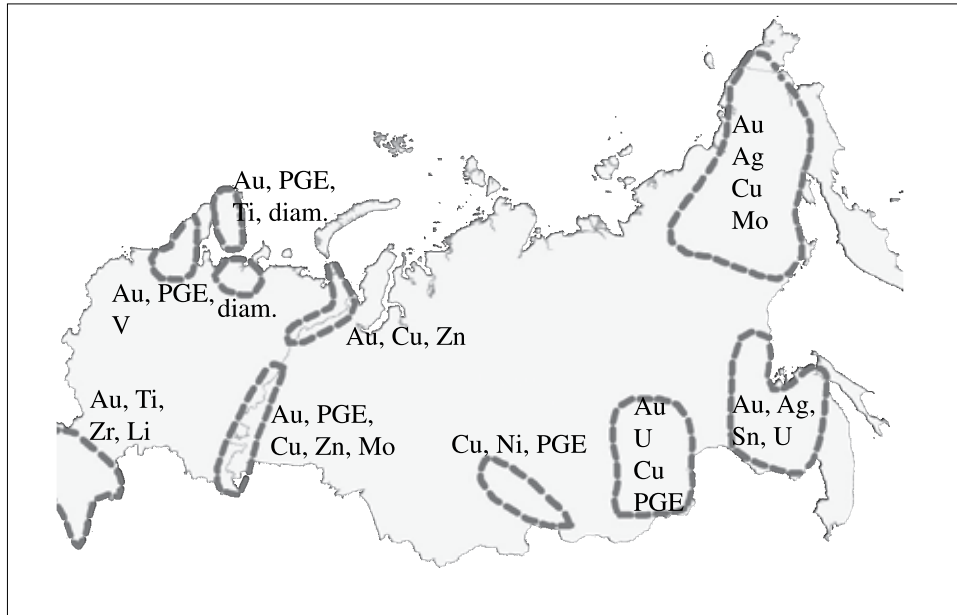 Au
Ag
Cu
Mo
Au, PGE,
Ti, diam.
Au, PGE,
V
diam.
Au, Cu, Zn
Au, Ti,
Zr, Li
Au, PGE,
Cu, Zn, Mo
Cu, Ni, PGE
Au
U
Cu
PGE
Au, Ag,
Sn, U